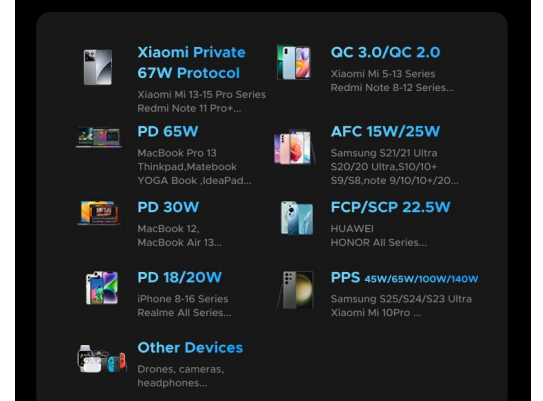 Xiaomi Private
67W Protocol
Xiaomi Mi 13-15 Pro Series
Redmi Note 11 Pro+...
QC 3.0/QC 2.0
Xiaomi Mi 5-13 Series
Redmi Note 8-12 Series...
PD 65W
MacBook Pro 13
Thinkpad,Matebook
YOGA Book ,IdeaPad...
AFC 15W/25W
Samsung S21/21 Ultra
S20/20 Ultra,S10/10+
S9/S8,note 9/10/10+/20...
PD 30W
MacBook 12,
MacBook Air 13...
FCP/SCP 22.5W
HUAWEI
HONOR All Series...
PD 18/20W
iPhone 8-16 Series
Realme All Series...
PPS 45W/65W/100W/140W
Samsung S25/S24/S23 Ultra
Xiaomi Mi 10Pro ...
Other Devices
Drones, cameras,
headphones...